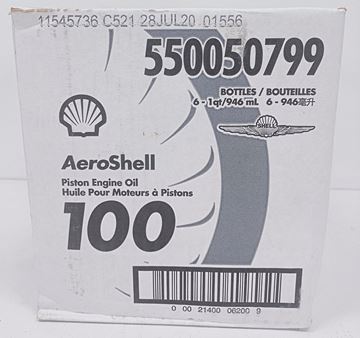 11545736 C521 28JUL20 01556
550050799
BOTTLES / BOUTEILLES
6 - 1qt/946 mL 6 - 946毫升
SHELL
AeroShell
Piston Engine Oil
Huile Pour Moteurs à Pistons
100
0 00 21400 06200 9